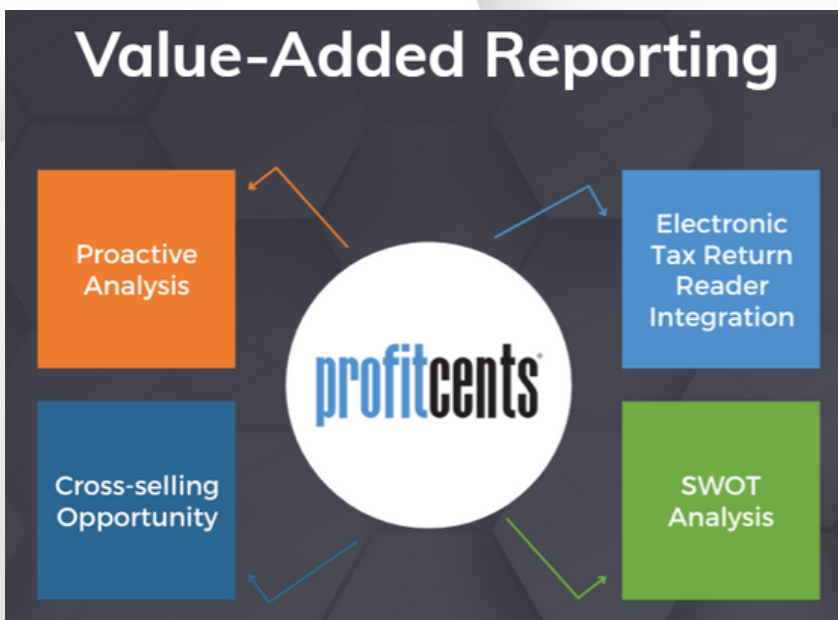 Value-Added Reporting
Proactive
Analysis
Electronic
Tax Return
Reader
Integration
profitcents®
Cross-selling
Opportunity
SWOT
Analysis